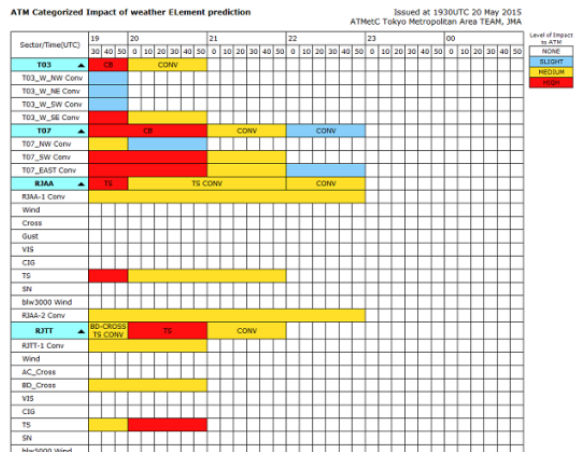 ATM Categorized Impact of weather ELement prediction
Issued at 1930UTC 20 May 2015
ATMetC Tokyo Metropolitan Area TEAM, JMA
Level of Impact to ATM
NONE
SLIGHT
MEDIUM
HIGH
Sector/Time(UTC) 19 20 21 22 23 00
30 40 50 0 10 20 30 40 50 0 10 20 30 40 50 0 10 20 30 40 50 0 10 20 30 40 50 0 10 20 30 40 50
T03 ▲ CB CONV
T03_W_NW Conv
T03_W_NE Conv
T03_W_SW Conv
T03_W_SE Conv
T07 ▲ CB CONV CONV
T07_NW Conv
T07_SW Conv
T07_EAST Conv
RJAA ▲ TS TS CONV CONV
RJAA-1 Conv
Wind
Cross
Gust
VIS
CIG
TS
SN
blw3000 Wind
RJAA-2 Conv
RJTT ▲ BD-CROSS TS CONV TS CONV
RJTT-1 Conv
Wind
AC_Cross
BD_Cross
VIS
CIG
TS
SN
blw3000 Wind